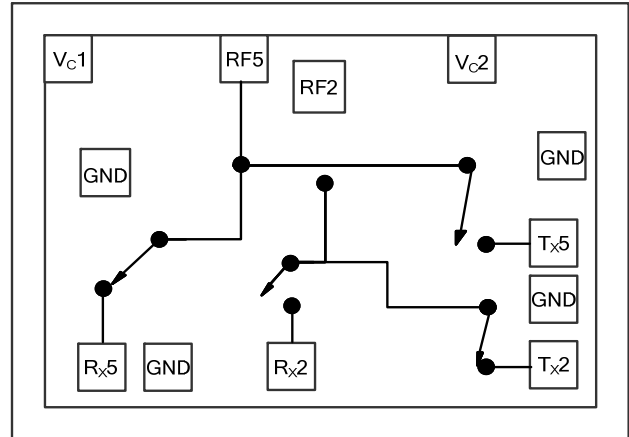 VC1
RF5
VC2
RF2
GND
GND
TX5
GND
RX5
GND
RX2
TX2